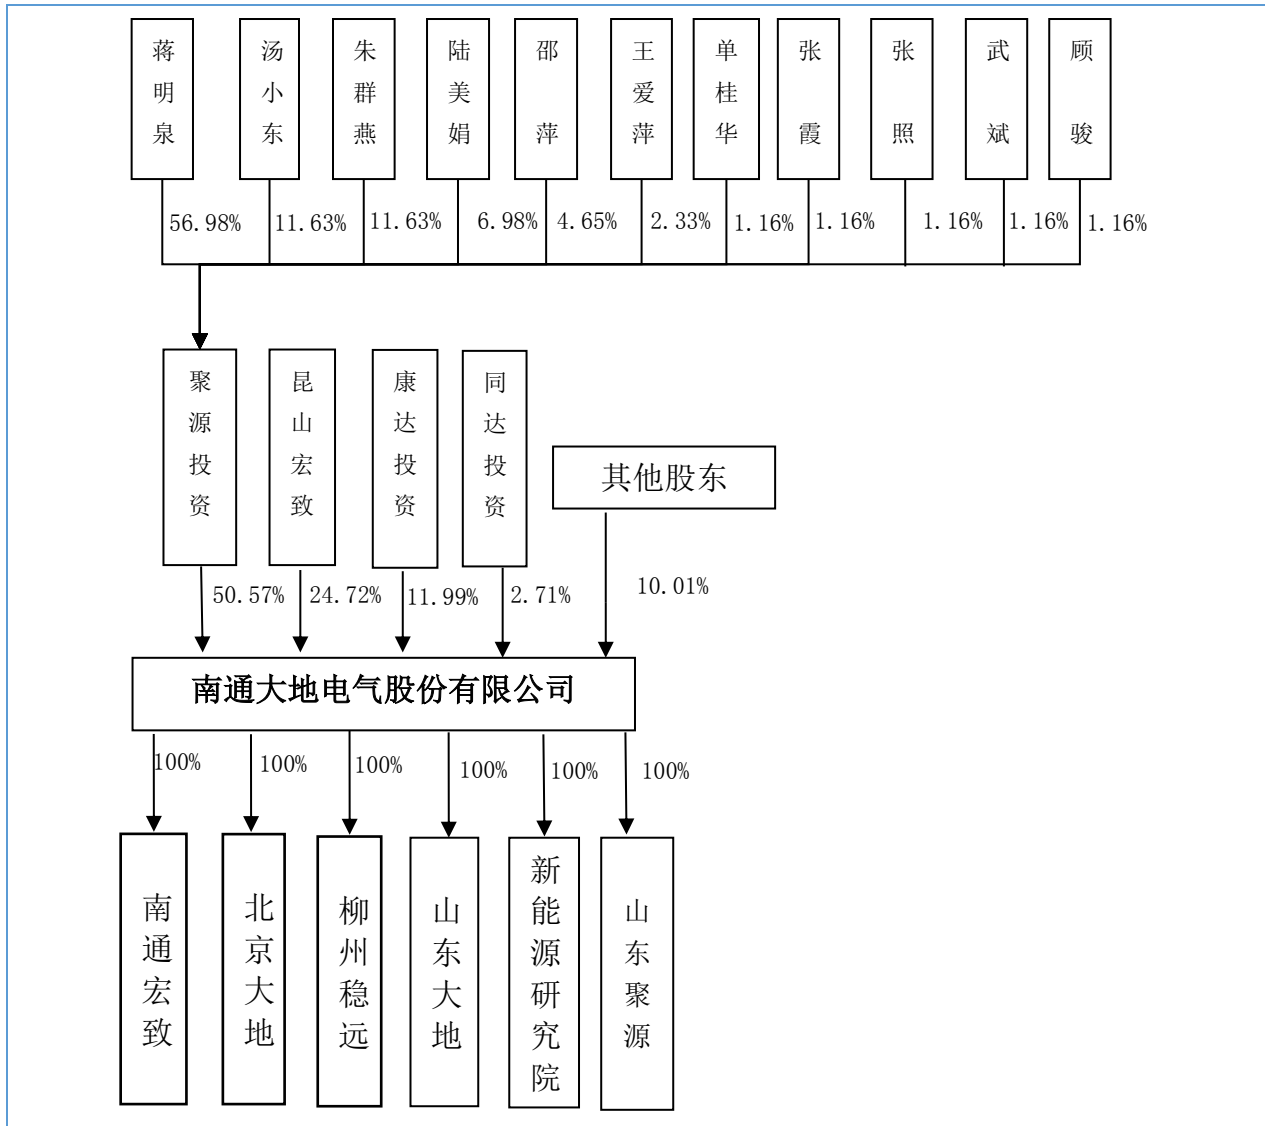 蒋明泉
汤小东
朱群燕
陆美娟
邵萍
王爱萍
单桂华
张霞
张照
武斌
顾骏
56.98%
11.63%
11.63%
6.98%
4.65%
2.33%
1.16%
1.16%
1.16%
1.16%
1.16%
聚源投资
昆山宏致
康达投资
同达投资
其他股东
50.57%
24.72%
11.99%
2.71%
10.01%
南通大地电气股份有限公司
100%
100%
100%
100%
100%
100%
南通宏致
北京大地
柳州稳远
山东大地
新能源研究院
山东聚源